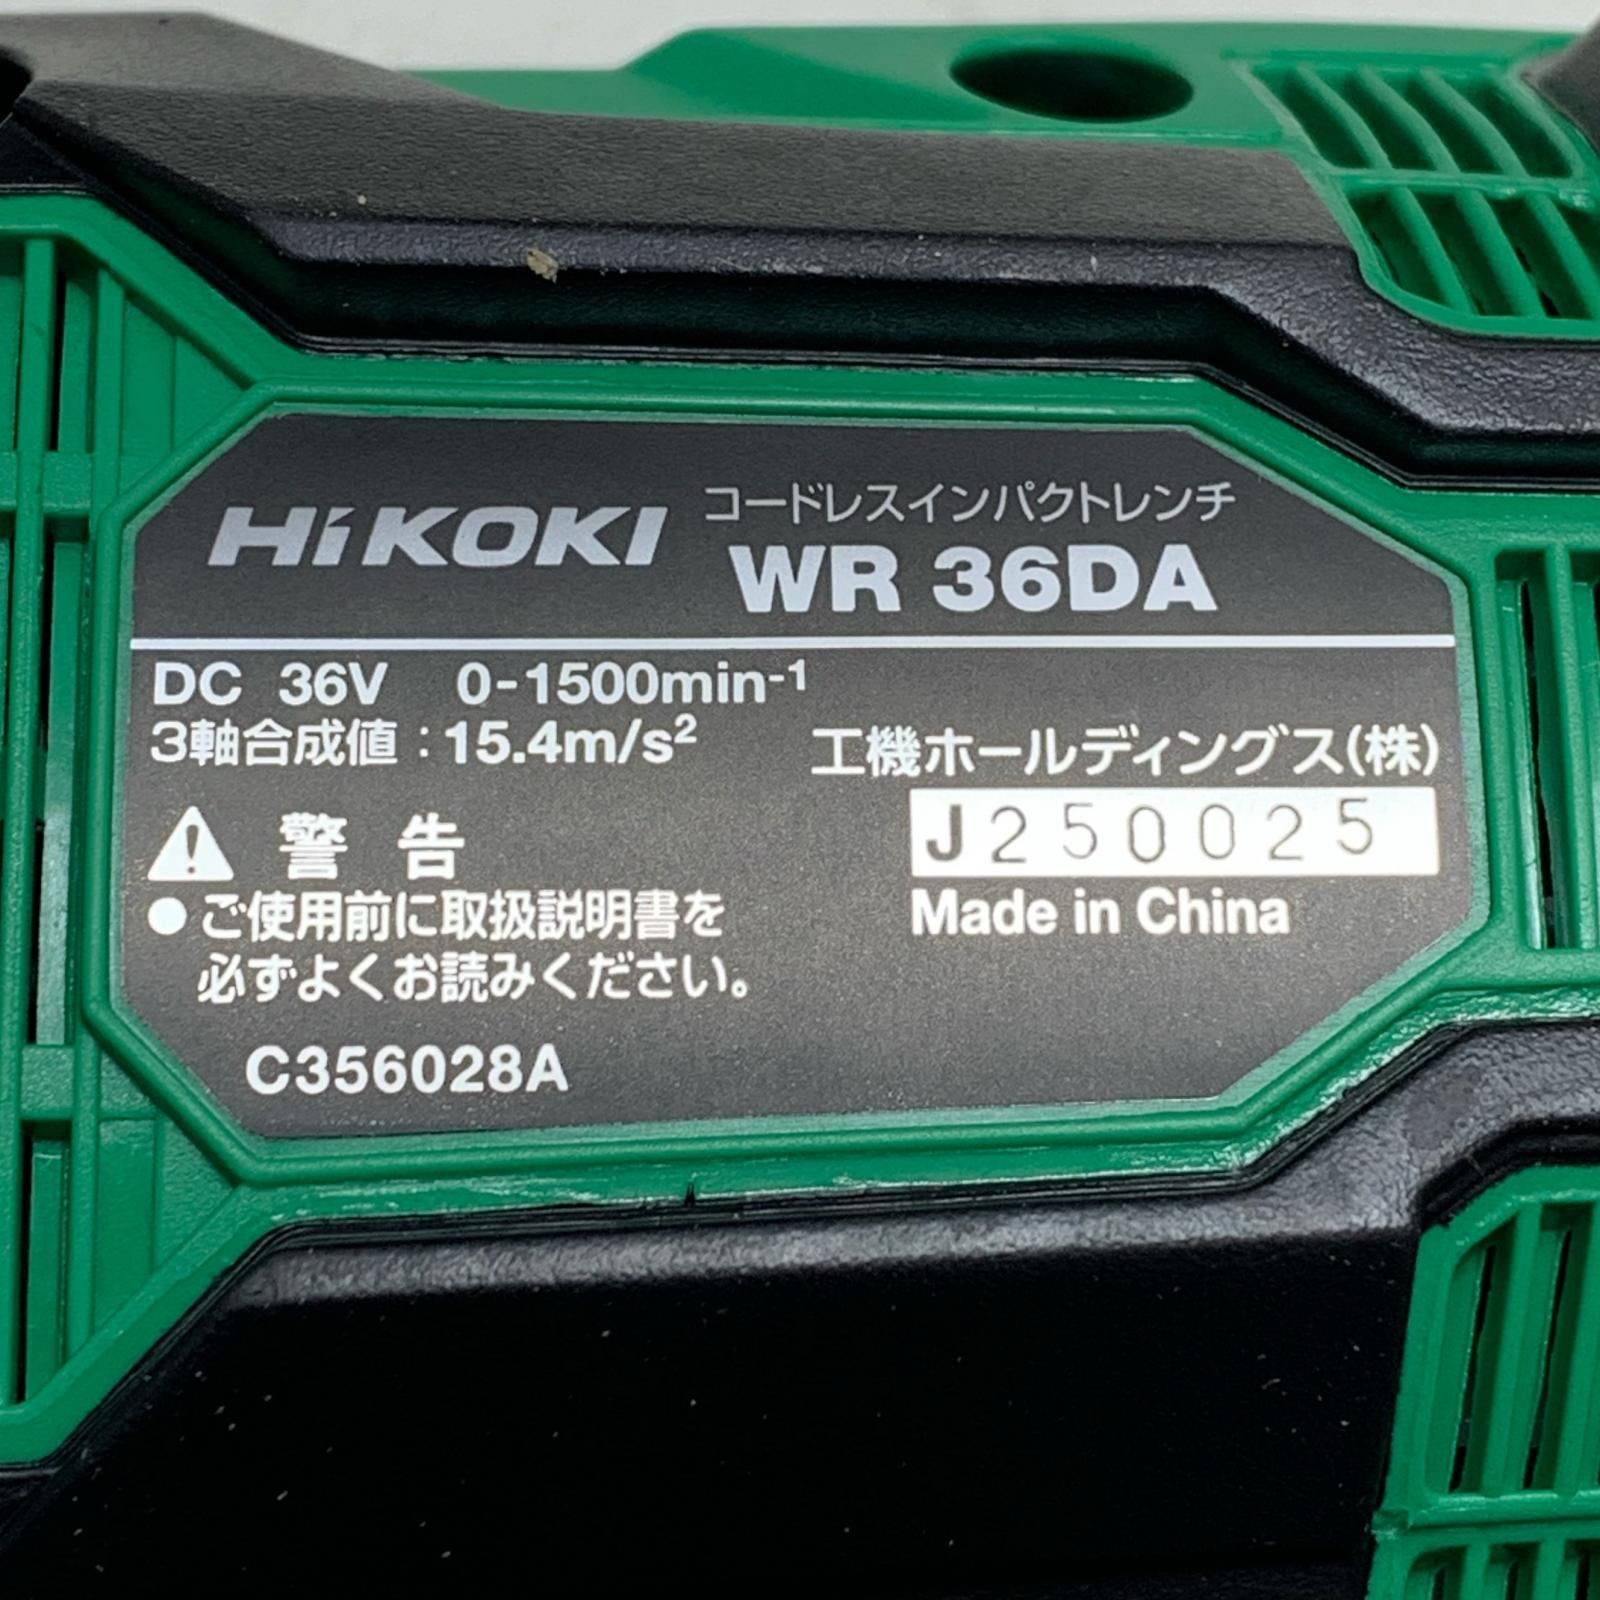 HiKOKI コードレスインパクトレンチ
WR 36DA
DC 36V 0-1500min⁻¹
3軸合成値:15.4m/s²
工機ホールディングス(株)
J250025
Made in China
警告
●ご使用前に取扱説明書を
必ずよくお読みください。
C356028A